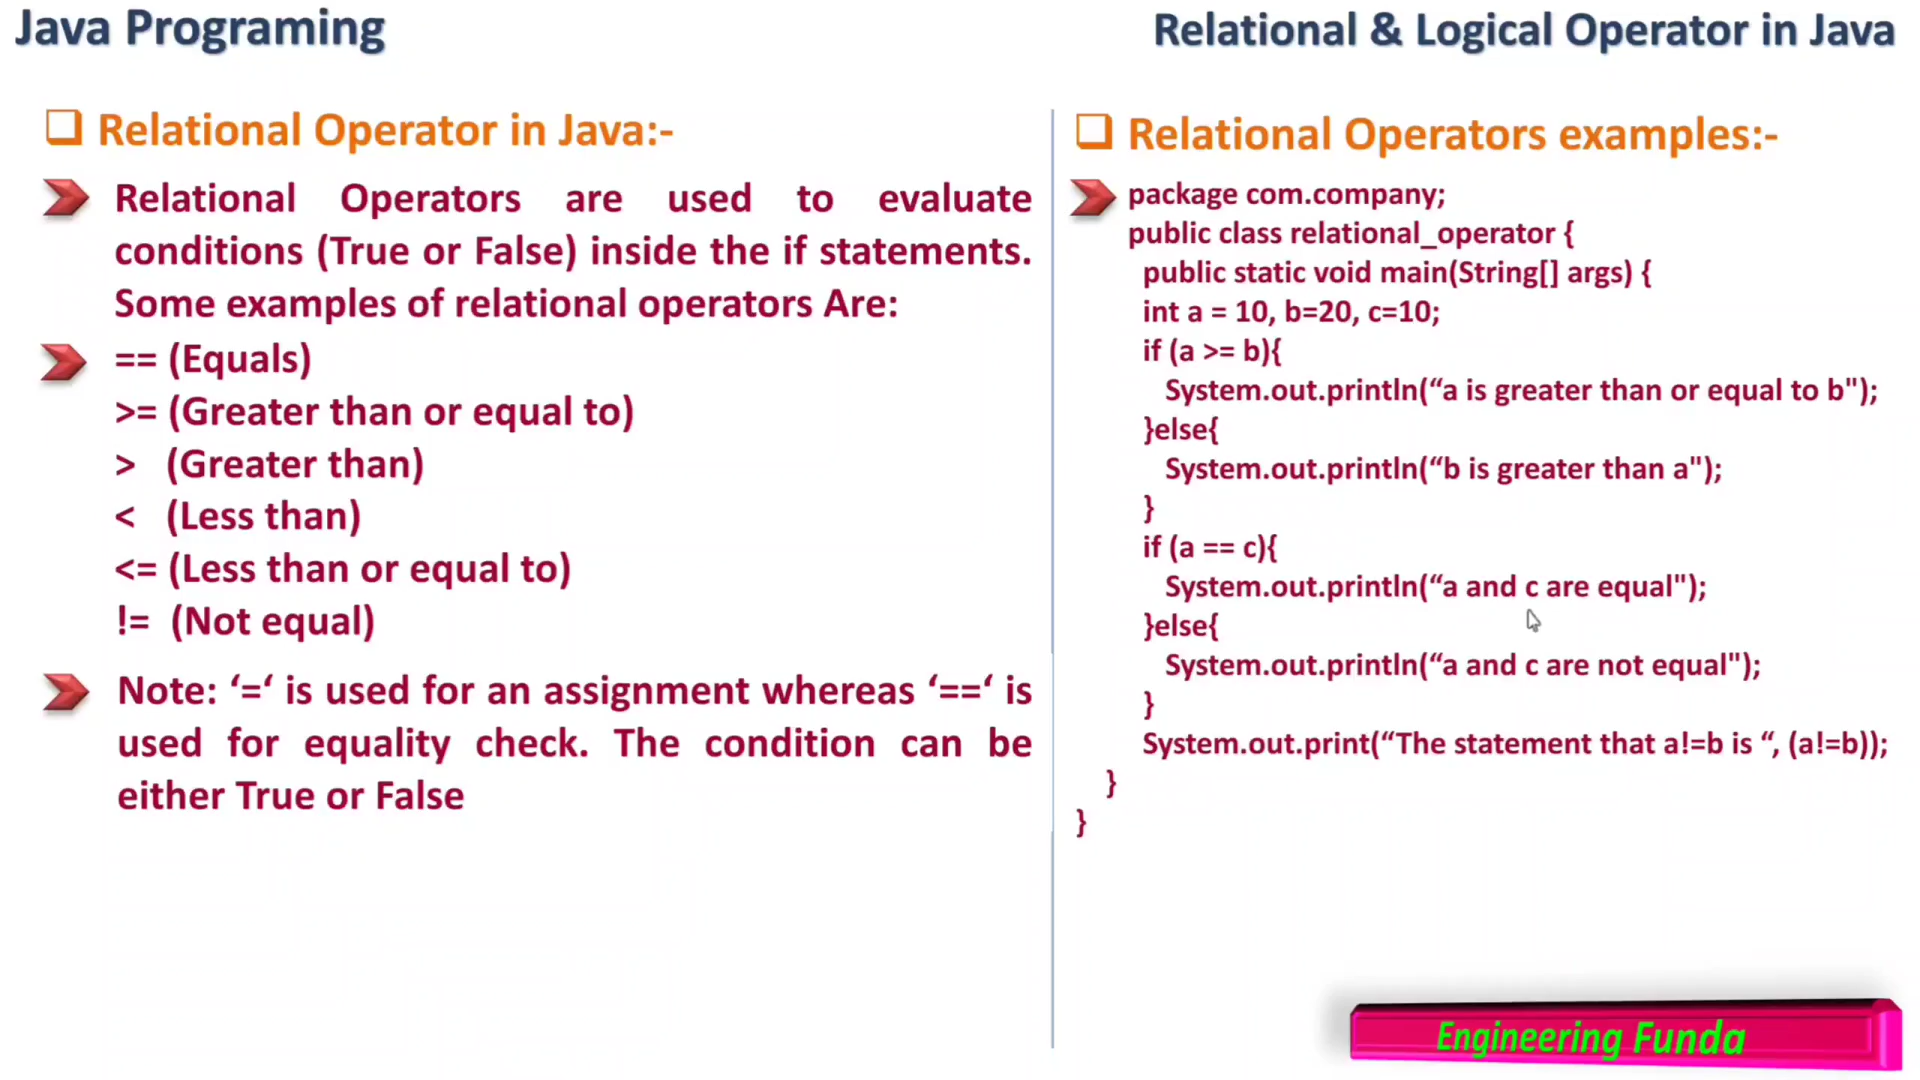 Java Programing
Relational & Logical Operator in Java
Relational Operator in Java:-
Relational Operators are used to evaluate
conditions (True or False) inside the if statements.
Some examples of relational operators Are:
== (Equals)
>= (Greater than or equal to)
> (Greater than)
< (Less than)
<= (Less than or equal to)
!= (Not equal)
Note: ‘=‘ is used for an assignment whereas ‘==‘ is
used for equality check. The condition can be
either True or False
Relational Operators examples:-
package com.company;
public class relational_operator {
public static void main(String[] args) {
int a = 10, b=20, c=10;
if (a >= b){
System.out.println(“a is greater than or equal to b");
}else{
System.out.println(“b is greater than a");
}
if (a == c){
System.out.println(“a and c are equal");
}else{
System.out.println(“a and c are not equal");
}
System.out.print(“The statement that a!=b is “, (a!=b));
}
}
Engineering Funda